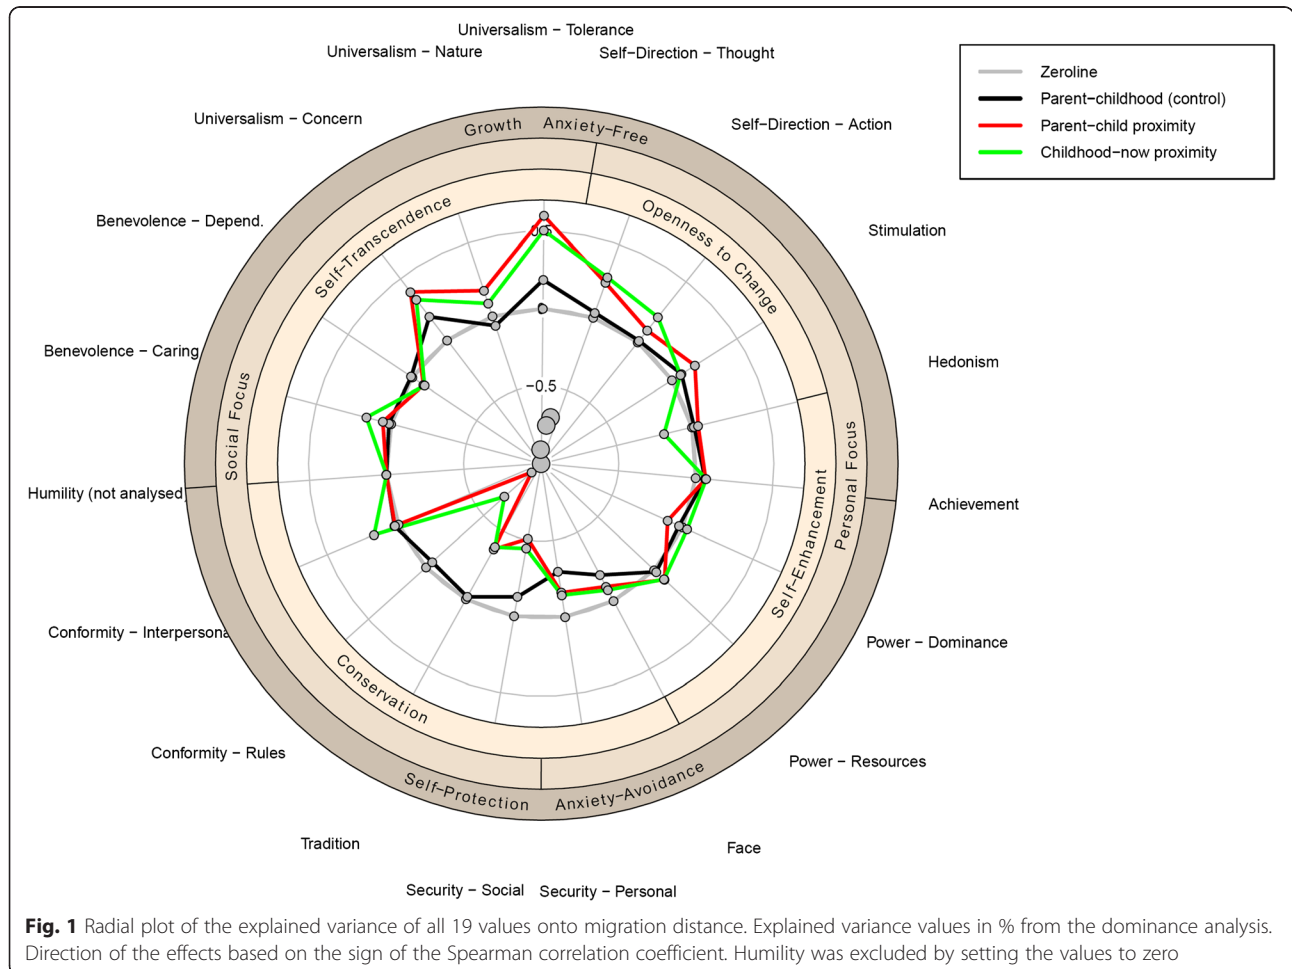 Universalism − Tolerance
Universalism − Nature
Self−Direction − Thought
Zeroline
Parent−childhood (control)
Parent−child proximity
Childhood−now proximity
Universalism − Concern
Self−Direction − Action
Growth Anxiety−Free
Benevolence − Depend.
Stimulation
Self−Transcendence
Openness to Change
0.5
0
−0.5
Benevolence − Caring
Hedonism
Social Focus
Personal Focus
Humility (not analysed)
Achievement
Self−Enhancement
Conformity − Interpersona
Power − Dominance
Conservation
Conformity − Rules
Power − Resources
Self−Protection Anxiety−Avoidance
Tradition
Face
Security − Social
Security − Personal
Fig. 1 Radial plot of the explained variance of all 19 values onto migration distance. Explained variance values in % from the dominance analysis.
Direction of the effects based on the sign of the Spearman correlation coefficient. Humility was excluded by setting the values to zero